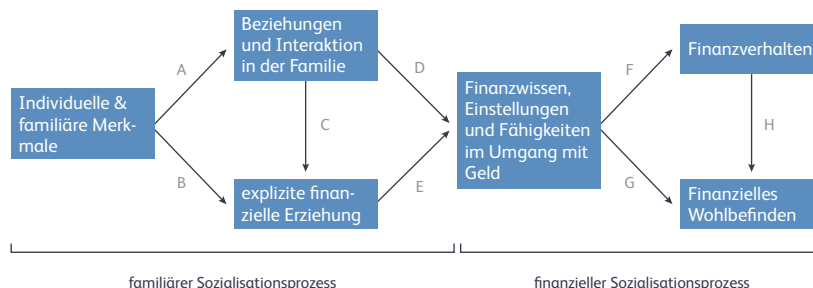 Beziehungen
und Interaktion
in der Familie
Finanzverhalten
A
D
F
Individuelle &
familiäre Merk-
male
C
Finanzwissen,
Einstellungen
und Fähigkeiten
im Umgang mit
Geld
H
B
E
G
explizite finan-
zielle Erziehung
Finanzielles
Wohlbefinden
familiärer Sozialisationsprozess
finanzieller Sozialisationsprozess